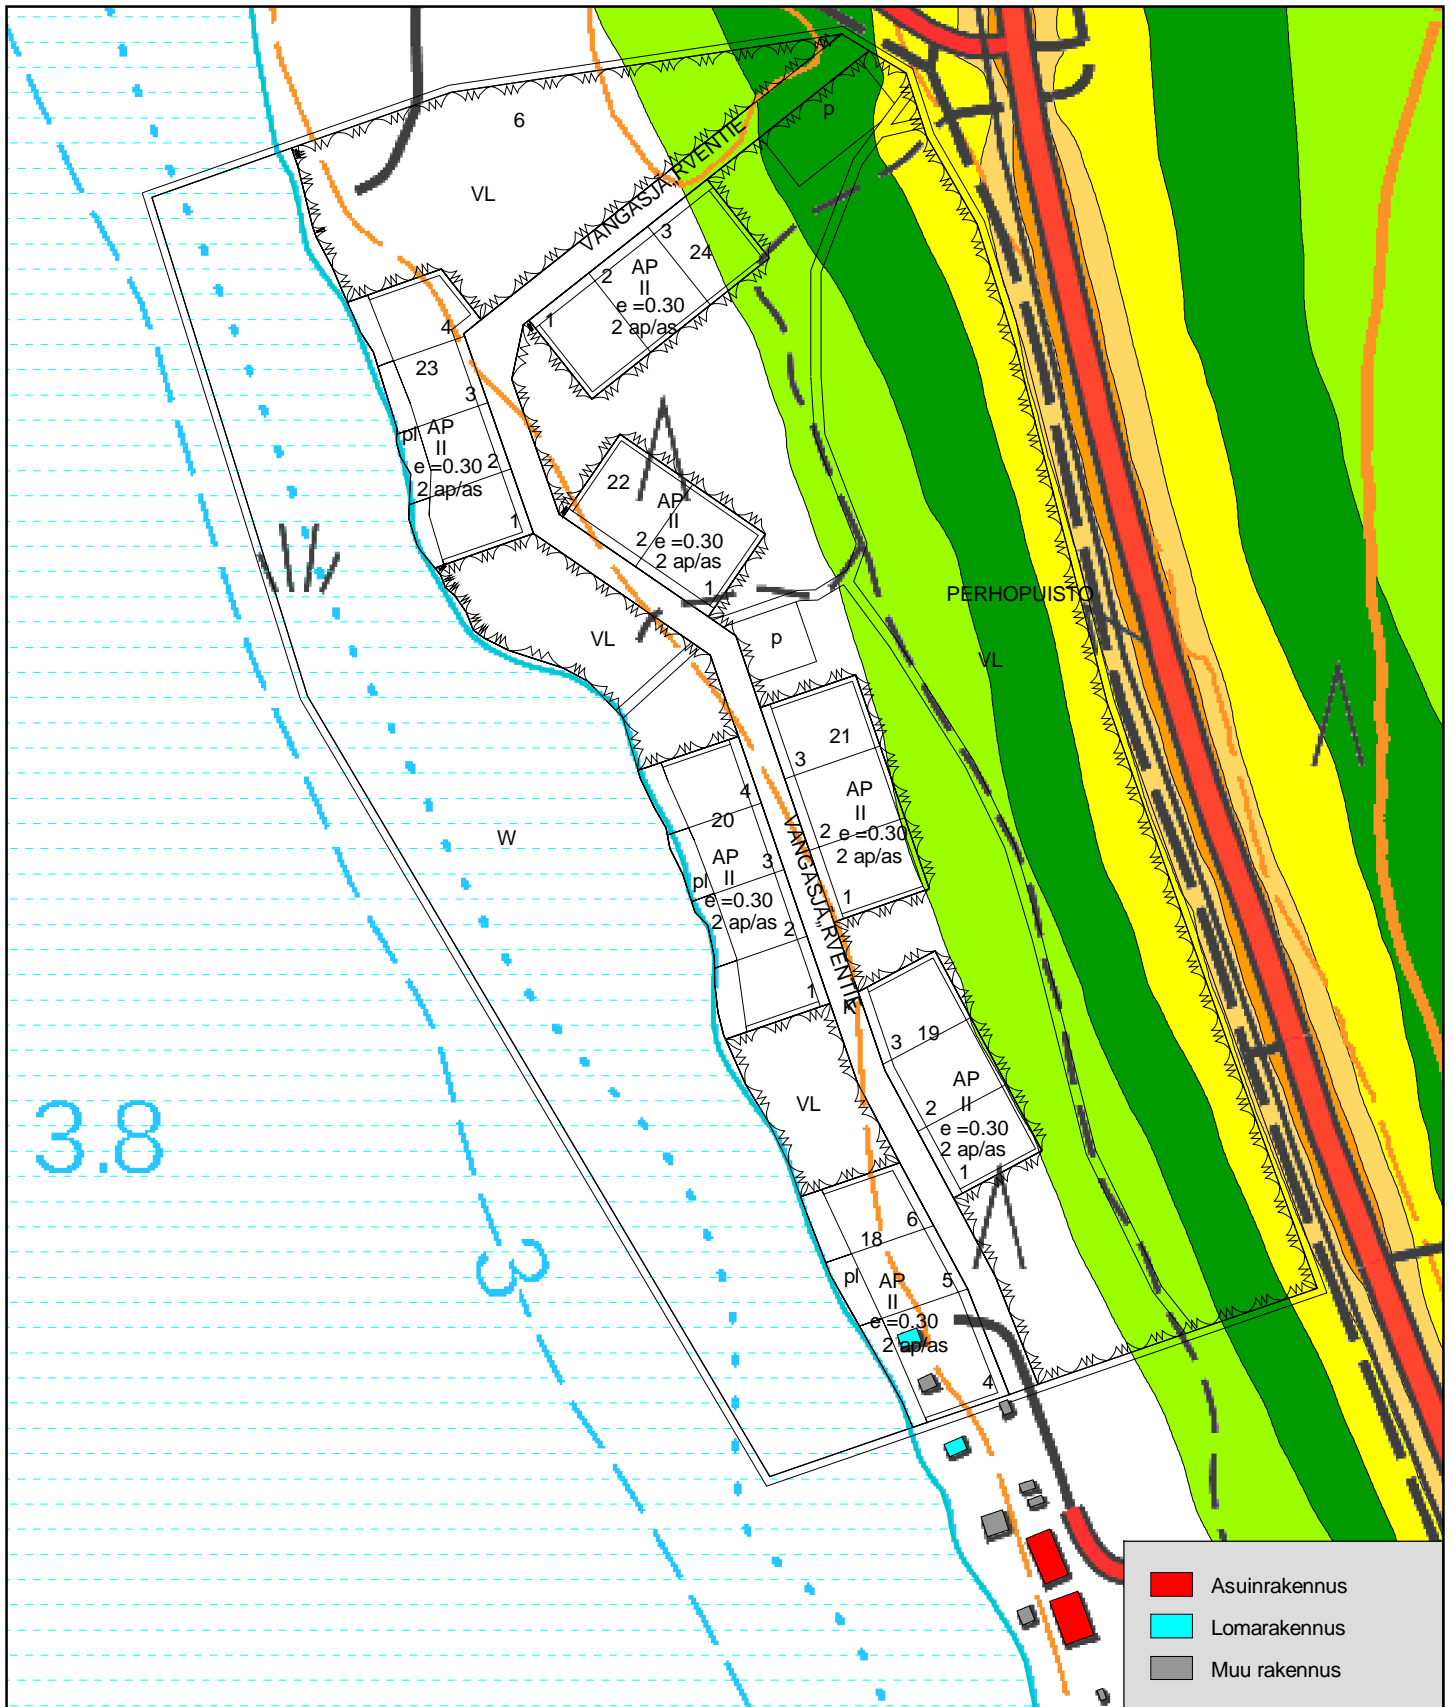 p
6
VANGASJÄ„RVENTIE
VL
3
24
2
AP
II
e =0.30
2 ap/as
1
4
23
3
pl AP
II
e =0.30
2
2 ap/as
1
22
AP
II
2 e =0.30
2 ap/as
1
PERHOPUISTO
VL
p
VL
21
3
AP
II
2 e =0.30
2 ap/as
1
4
20
AP
3
pl II
e =0.30
2 ap/as
2
1
VANGASJÄ„RVENTIE
K
W
3
19
AP
II
2
e =0.30
2 ap/as
1
VL
3.8
6
18
pl AP
5
II
e =0.30
2 ap/as
4
3
Asuinrakennus
Lomarakennus
Muu rakennus